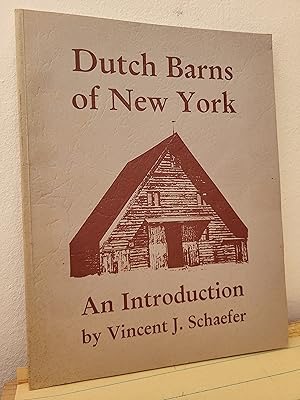 Dutch Barns
of New York
An Introduction
by Vincent J. Schaefer